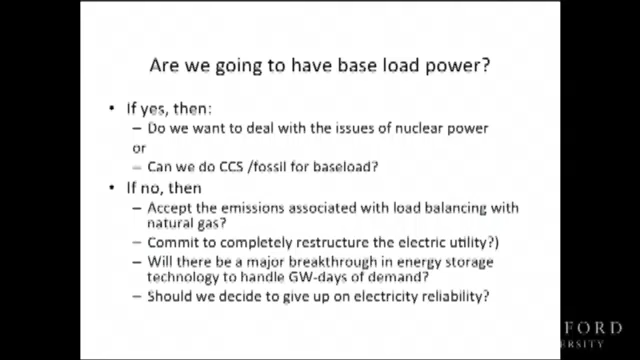 Are we going to have base load power?
• If yes, then:
– Do we want to deal with the issues of nuclear power
or
– Can we do CCS /fossil for baseload?
• If no, then
– Accept the emissions associated with load balancing with
natural gas?
– Commit to completely restructure the electric utility?)
– Will there be a major breakthrough in energy storage
technology to handle GW-days of demand?
– Should we decide to give up on electricity reliability?
FORD
ERSITY